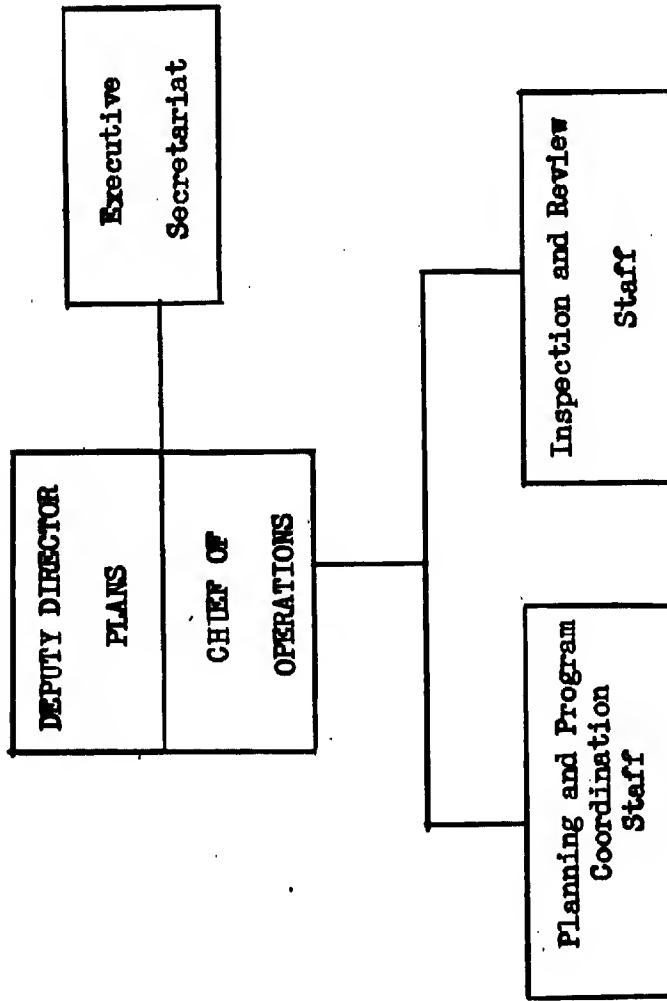 DEPUTY DIRECTOR
PLANS
CHIEF OF
OPERATIONS
Executive
Secretariat
Planning and Program
Coordination
Staff
Inspection and Review
Staff